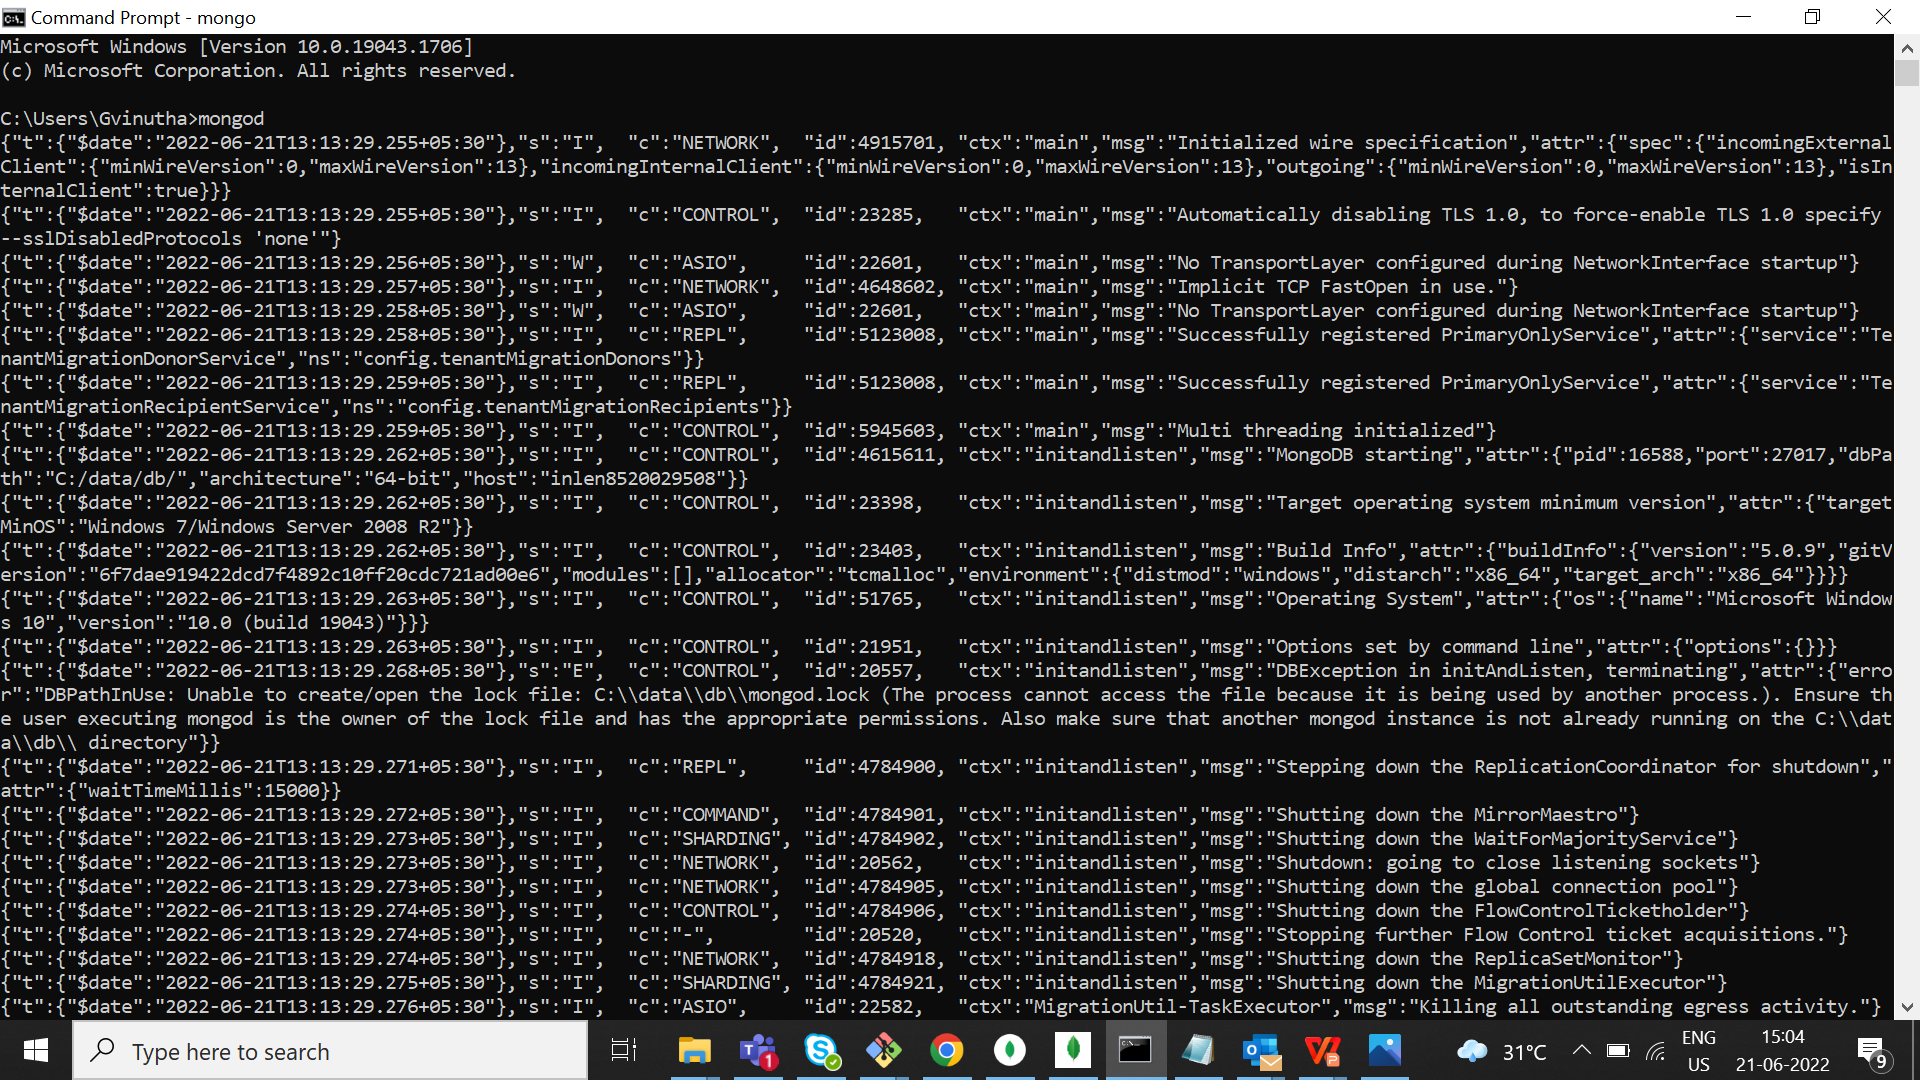 Command Prompt - mongo
Microsoft Windows [Version 10.0.19043.1706]
(c) Microsoft Corporation. All rights reserved.
C:\Users\Gvinutha>mongod
{"t":{"$date":"2022-06-21T13:13:29.255+05:30"},"s":"I",  "c":"NETWORK",  "id":4915701, "ctx":"main","msg":"Initialized wire specification","attr":{"spec":{"incomingExternal
Client":{"minWireVersion":0,"maxWireVersion":13},"incomingInternalClient":{"minWireVersion":0,"maxWireVersion":13},"outgoing":{"minWireVersion":0,"maxWireVersion":13},"isIn
ternalClient":true}}}
{"t":{"$date":"2022-06-21T13:13:29.255+05:30"},"s":"I",  "c":"CONTROL",  "id":23285,   "ctx":"main","msg":"Automatically disabling TLS 1.0, to force-enable TLS 1.0 specify
--sslDisabledProtocols 'none'"}
{"t":{"$date":"2022-06-21T13:13:29.256+05:30"},"s":"W",  "c":"ASIO",     "id":22601,   "ctx":"main","msg":"No TransportLayer configured during NetworkInterface startup"}
{"t":{"$date":"2022-06-21T13:13:29.257+05:30"},"s":"I",  "c":"NETWORK",  "id":4648602, "ctx":"main","msg":"Implicit TCP FastOpen in use."}
{"t":{"$date":"2022-06-21T13:13:29.258+05:30"},"s":"W",  "c":"ASIO",     "id":22601,   "ctx":"main","msg":"No TransportLayer configured during NetworkInterface startup"}
{"t":{"$date":"2022-06-21T13:13:29.258+05:30"},"s":"I",  "c":"REPL",     "id":5123008, "ctx":"main","msg":"Successfully registered PrimaryOnlyService","attr":{"service":"Te
nantMigrationDonorService","ns":"config.tenantMigrationDonors"}}
{"t":{"$date":"2022-06-21T13:13:29.259+05:30"},"s":"I",  "c":"REPL",     "id":5123008, "ctx":"main","msg":"Successfully registered PrimaryOnlyService","attr":{"service":"Te
nantMigrationRecipientService","ns":"config.tenantMigrationRecipients"}}
{"t":{"$date":"2022-06-21T13:13:29.259+05:30"},"s":"I",  "c":"CONTROL",  "id":5945603, "ctx":"main","msg":"Multi threading initialized"}
{"t":{"$date":"2022-06-21T13:13:29.262+05:30"},"s":"I",  "c":"CONTROL",  "id":4615611, "ctx":"initandlisten","msg":"MongoDB starting","attr":{"pid":16588,"port":27017,"dbPa
th":"C:/data/db/","architecture":"64-bit","host":"inlen8520029508"}}
{"t":{"$date":"2022-06-21T13:13:29.262+05:30"},"s":"I",  "c":"CONTROL",  "id":23398,   "ctx":"initandlisten","msg":"Target operating system minimum version","attr":{"target
MinOS":"Windows 7/Windows Server 2008 R2"}}
{"t":{"$date":"2022-06-21T13:13:29.262+05:30"},"s":"I",  "c":"CONTROL",  "id":23403,   "ctx":"initandlisten","msg":"Build Info","attr":{"buildInfo":{"version":"5.0.9","gitV
ersion":"6f7dae919422dcd7f4892c10ff20cdc721ad00e6","modules":[],"allocator":"tcmalloc","environment":{"distmod":"windows","distarch":"x86_64","target_arch":"x86_64"}}}}
{"t":{"$date":"2022-06-21T13:13:29.263+05:30"},"s":"I",  "c":"CONTROL",  "id":51765,   "ctx":"initandlisten","msg":"Operating System","attr":{"os":{"name":"Microsoft Window
s 10","version":"10.0 (build 19043)"}}}
{"t":{"$date":"2022-06-21T13:13:29.263+05:30"},"s":"I",  "c":"CONTROL",  "id":21951,   "ctx":"initandlisten","msg":"Options set by command line","attr":{"options":{}}}
{"t":{"$date":"2022-06-21T13:13:29.268+05:30"},"s":"E",  "c":"CONTROL",  "id":20557,   "ctx":"initandlisten","msg":"DBException in initAndListen, terminating","attr":{"erro
r":"DBPathInUse: Unable to create/open the lock file: C:\\data\\db\\mongod.lock (The process cannot access the file because it is being used by another process.). Ensure th
e user executing mongod is the owner of the lock file and has the appropriate permissions. Also make sure that another mongod instance is not already running on the C:\\dat
a\\db\\ directory"}}
{"t":{"$date":"2022-06-21T13:13:29.271+05:30"},"s":"I",  "c":"REPL",     "id":4784900, "ctx":"initandlisten","msg":"Stepping down the ReplicationCoordinator for shutdown","
attr":{"waitTimeMillis":15000}}
{"t":{"$date":"2022-06-21T13:13:29.272+05:30"},"s":"I",  "c":"COMMAND",  "id":4784901, "ctx":"initandlisten","msg":"Shutting down the MirrorMaestro"}
{"t":{"$date":"2022-06-21T13:13:29.273+05:30"},"s":"I",  "c":"SHARDING", "id":4784902, "ctx":"initandlisten","msg":"Shutting down the WaitForMajorityService"}
{"t":{"$date":"2022-06-21T13:13:29.273+05:30"},"s":"I",  "c":"NETWORK",  "id":20562,   "ctx":"initandlisten","msg":"Shutdown: going to close listening sockets"}
{"t":{"$date":"2022-06-21T13:13:29.273+05:30"},"s":"I",  "c":"NETWORK",  "id":4784905, "ctx":"initandlisten","msg":"Shutting down the global connection pool"}
{"t":{"$date":"2022-06-21T13:13:29.274+05:30"},"s":"I",  "c":"CONTROL",  "id":4784906, "ctx":"initandlisten","msg":"Shutting down the FlowControlTicketholder"}
{"t":{"$date":"2022-06-21T13:13:29.274+05:30"},"s":"I",  "c":"-",        "id":20520,   "ctx":"initandlisten","msg":"Stopping further Flow Control ticket acquisitions."}
{"t":{"$date":"2022-06-21T13:13:29.274+05:30"},"s":"I",  "c":"NETWORK",  "id":4784918, "ctx":"initandlisten","msg":"Shutting down the ReplicaSetMonitor"}
{"t":{"$date":"2022-06-21T13:13:29.275+05:30"},"s":"I",  "c":"SHARDING", "id":4784921, "ctx":"initandlisten","msg":"Shutting down the MigrationUtilExecutor"}
{"t":{"$date":"2022-06-21T13:13:29.276+05:30"},"s":"I",  "c":"ASIO",     "id":22582,   "ctx":"MigrationUtil-TaskExecutor","msg":"Killing all outstanding egress activity."}
Type here to search
1
31°C
ENG
US
15:04
21-06-2022
9